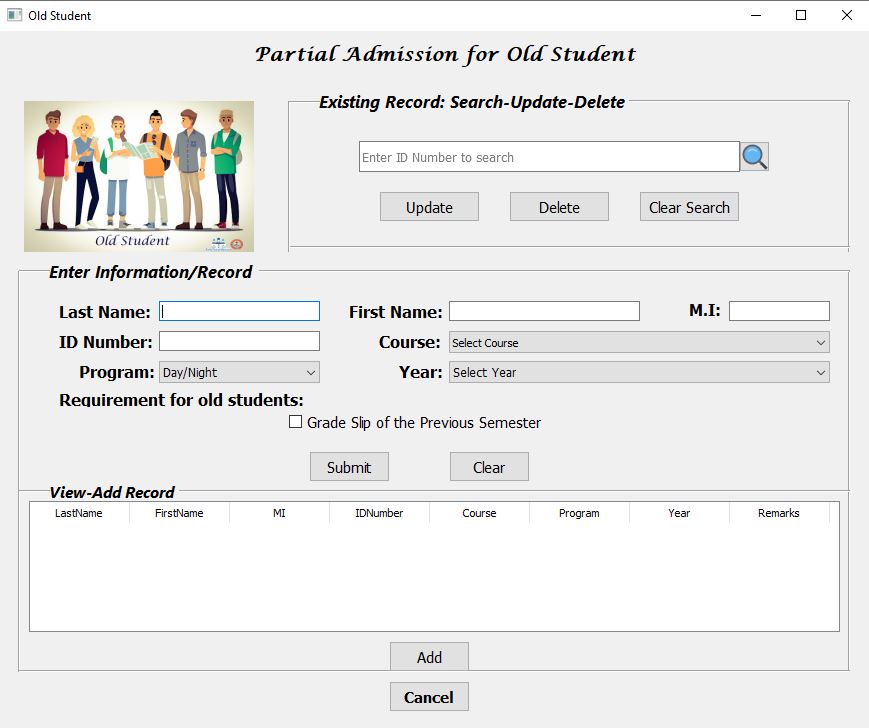 Old Student
Partial Admission for Old Student
Old Student
Existing Record: Search-Update-Delete
Enter ID Number to search
Update Delete Clear Search
Enter Information/Record
Last Name: First Name: M.I:
ID Number: Course: Select Course
Program: Day/Night Year: Select Year
Requirement for old students:
Grade Slip of the Previous Semester
Submit Clear
View-Add Record
LastName FirstName MI IDNumber Course Program Year Remarks
Add
Cancel